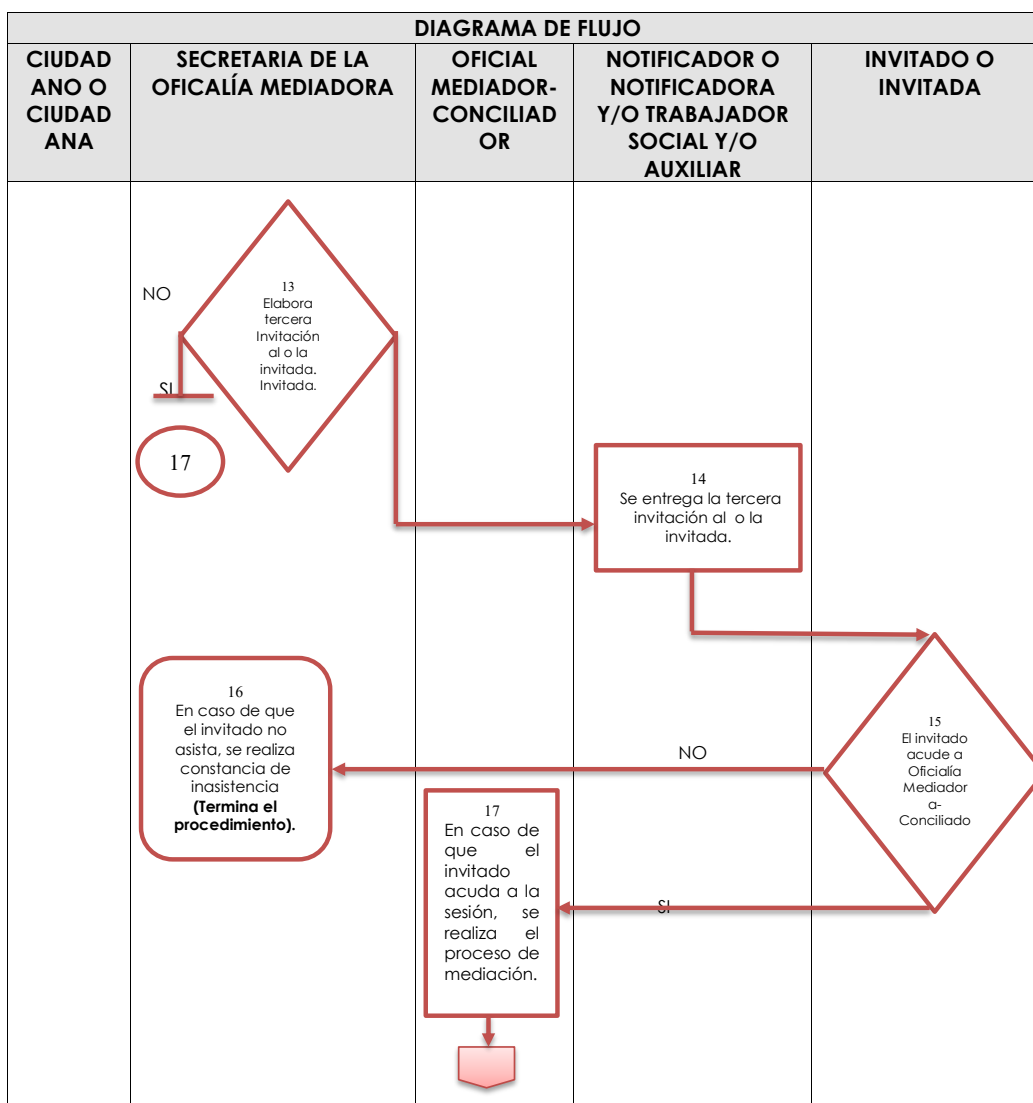 DIAGRAMA DE FLUJO
CIUDAD
ANO O
CIUDAD
ANA
SECRETARIA DE LA
OFICALÍA MEDIADORA
OFICIAL
MEDIADOR-
CONCILIAD
OR
NOTIFICADOR O
NOTIFICADORA
Y/O TRABAJADOR
SOCIAL Y/O
AUXILIAR
INVITADO O
INVITADA
NO
13
Elabora
tercera
Invitación
al o la
invitada.
Invitada.
SI
17
14
Se entrega la tercera
invitación al o la
invitada.
15
El invitado
acude a
Oficialía
Mediador
a-
Conciliado
NO
16
En caso de que
el invitado no
asista, se realiza
constancia de
inasistencia
(Termina el
procedimiento).
SI
17
En caso de
que el
invitado
acuda a la
sesión, se
realiza el
proceso de
mediación.